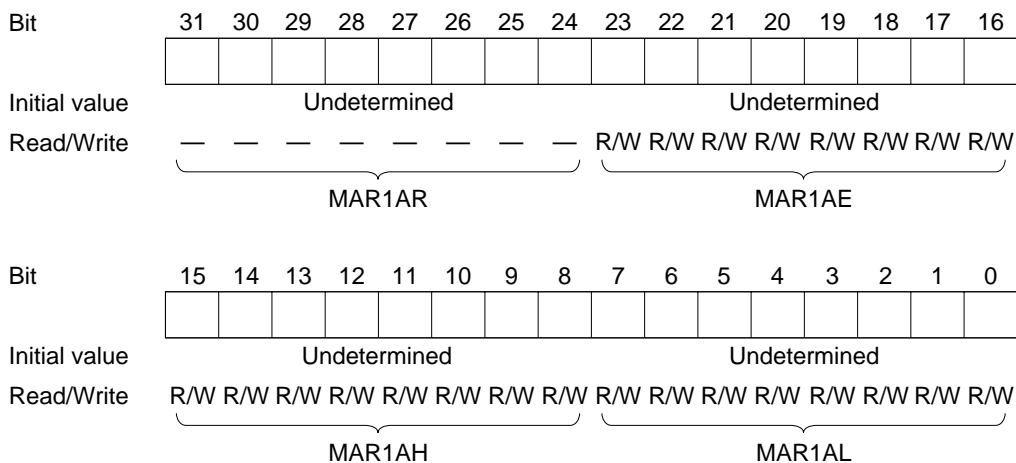 Bit 31 30 29 28 27 26 25 24 23 22 21 20 19 18 17 16
Initial value Undetermined Undetermined
Read/Write — — — — — — — — R/W R/W R/W R/W R/W R/W R/W R/W
MAR1AR MAR1AE
Bit 15 14 13 12 11 10 9 8 7 6 5 4 3 2 1 0
Initial value Undetermined Undetermined
Read/Write R/W R/W R/W R/W R/W R/W R/W R/W R/W R/W R/W R/W R/W R/W R/W R/W
MAR1AH MAR1AL